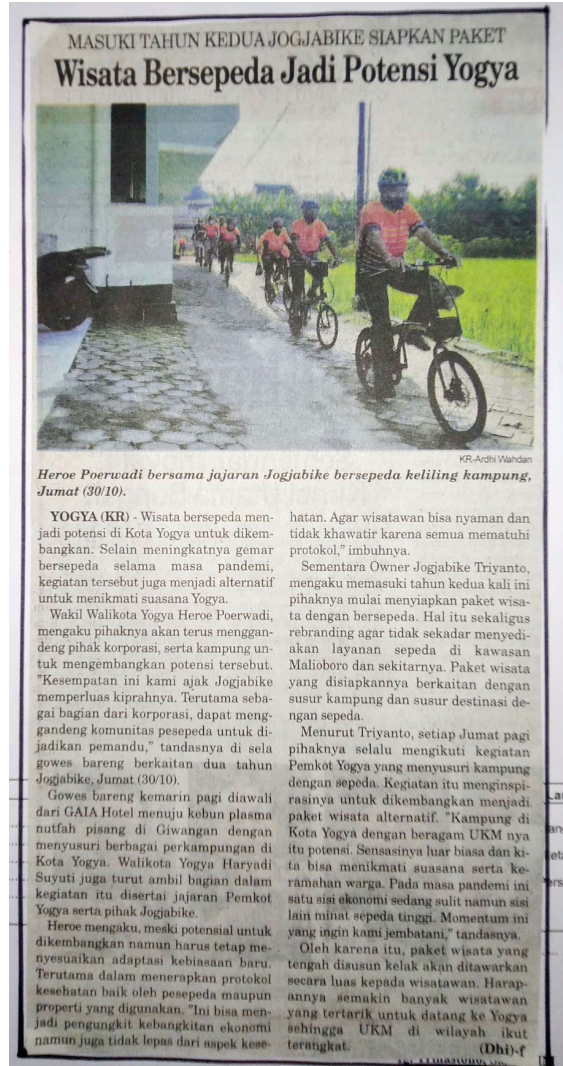 MASUKI TAHUN KEDUA JOGJABIKE SIAPKAN PAKET
Wisata Bersepeda Jadi Potensi Yogya
KR-Ardhi Wahdan
Heroe Poerwadi bersama jajaran Jogjabike bersepeda keliling kampung,
Jumat (30/10).
YOGYA (KR) - Wisata bersepeda men-
jadi potensi di Kota Yogya untuk dikem-
bangkan. Selain meningkatnya gemar
bersepeda selama masa pandemi,
kegiatan tersebut juga menjadi alternatif
untuk menikmati suasana Yogya.
Wakil Walikota Yogya Heroe Poerwadi,
mengaku pihaknya akan terus menggan-
deng pihak korporasi, serta kampung un-
tuk mengembangkan potensi tersebut.
"Kesempatan ini kami ajak Jogjabike
memperluas kiprahnya. Terutama seba-
gai bagian dari korporasi, dapat meng-
gandeng komunitas pesepeda untuk di-
jadikan pemandu," tandasnya di sela
gowes bareng berkaitan dua tahun
Jogjabike, Jumat (30/10).
Gowes bareng kemarin pagi diawali
dari GAIA Hotel menuju kebun plasma
nutfah pisang di Giwangan dengan
menyusuri berbagai perkampungan di
Kota Yogya. Walikota Yogya Haryadi
Suyuti juga turut ambil bagian dalam
kegiatan itu disertai jajaran Pemkot
Yogya serta pihak Jogjabike.
Heroe mengaku, meski potensial untuk
dikembangkan namun harus tetap me-
nyesuaikan adaptasi kebiasaan baru.
Terutama dalam menerapkan protokol
kesehatan baik oleh pesepeda maupun
properti yang digunakan. "Ini bisa men-
jadi pengungkit kebangkitan ekonomi
namun juga tidak lepas dari aspek kese-
hatan. Agar wisatawan bisa nyaman dan
tidak khawatir karena semua mematuhi
protokol," imbuhnya.
Sementara Owner Jogjabike Triyanto,
mengaku memasuki tahun kedua kali ini
pihaknya mulai menyiapkan paket wisa-
ta dengan bersepeda. Hal itu sekaligus
rebranding agar tidak sekadar menyedi-
akan layanan sepeda di kawasan
Malioboro dan sekitarnya. Paket wisata
yang disiapkannya berkaitan dengan
susur kampung dan susur destinasi de-
ngan sepeda.
Menurut Triyanto, setiap Jumat pagi
pihaknya selalu mengikuti kegiatan
Pemkot Yogya yang menyusuri kampung
dengan sepeda. Kegiatan itu menginspi-
rasinya untuk dikembangkan menjadi
paket wisata alternatif. "Kampung di
Kota Yogya dengan beragam UKM nya
itu potensi. Sensasinya luar biasa dan ki-
ta bisa menikmati suasana serta ke-
ramahan warga. Pada masa pandemi ini
satu sisi ekonomi sedang sulit namun sisi
lain minat sepeda tinggi. Momentum ini
yang ingin kami jembatani," tandasnya.
Oleh karena itu, paket wisata yang
tengah disusun kelak akan ditawarkan
secara luas kepada wisatawan. Harap-
annya semakin banyak wisatawan
yang tertarik untuk datang ke Yogya
sehingga UKM di wilayah ikut
terangkat. (Dhi)-f